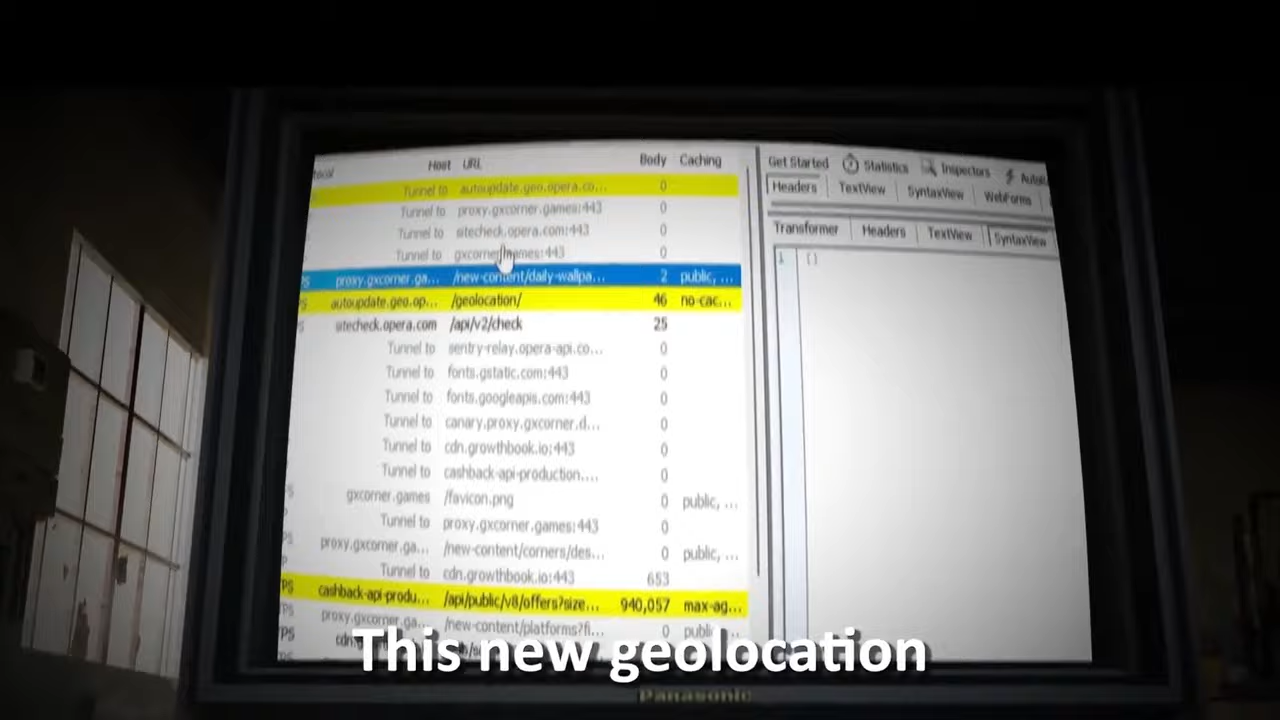 Host URL Body Caching
Tunnel to autoupdate.geo.opera.co... 0
Tunnel to proxy.gxcorner.games:443 0
Tunnel to sitecheck.opera.com:443 0
Tunnel to 0
proxy.gxcorner.ga... /new-content/daily-wallpa... 2 public, ...
autoupdate.geo.op... /geolocation/ 46 no-cac...
sitecheck.opera.com /api/v2/check 25
Tunnel to sentry-relay.opera-api.co... 0
Tunnel to fonts.gstatic.com:443 0
Tunnel to fonts.googleapis.com:443 0
Tunnel to canary.proxy.gxcorner.d... 0
Tunnel to cdn.growthbook.io:443 0
Tunnel to cashback-api-production.... 0
gxcorner.games /favicon.png 0 public, ...
Tunnel to proxy.gxcorner.games:443 0
proxy.gxcorner.ga... /new-content/corners/des... 0 public, ...
Tunnel to cdn.growthbook.io:443 653
cashback-api-produ... /api/public/v8/offers?size... 940,057 max-ag...
proxy.gxcorner.ga... /new-content/platforms?fi... 0
Get Started Statistics Inspectors
Headers TextView SyntaxView WebForms
Transformer Headers TextView SyntaxView
1 []
This new geolocation
Panasonic